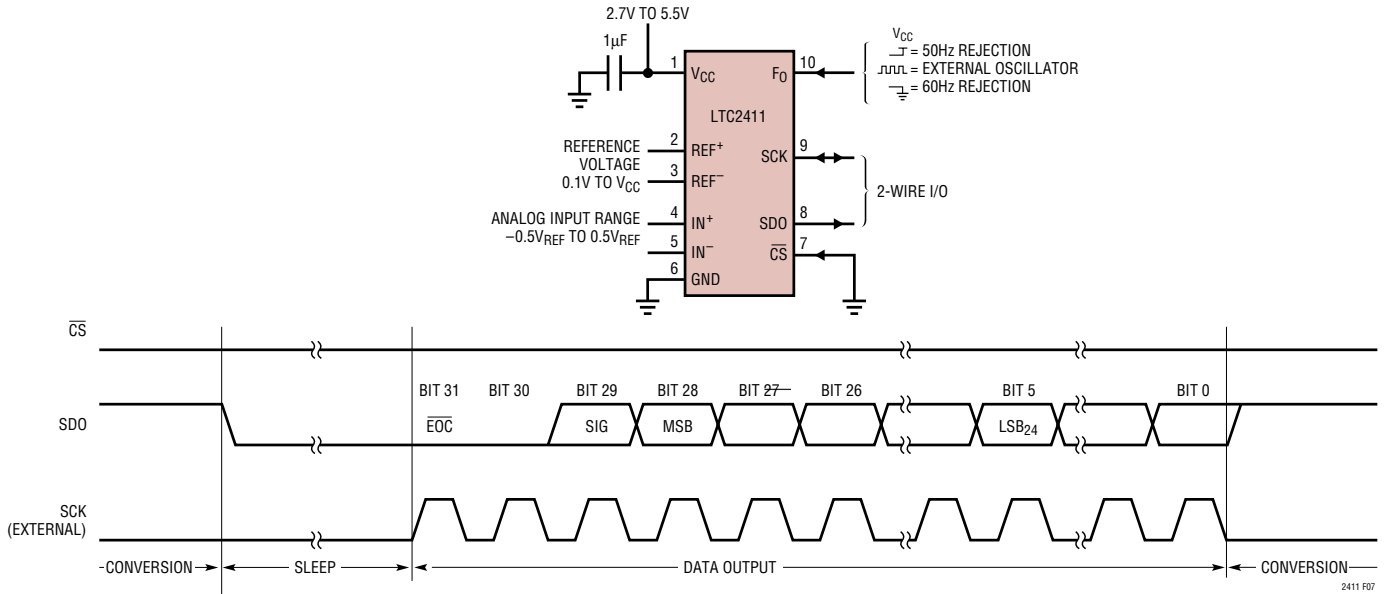 2.7V TO 5.5V
1µF
VCC
= 50Hz REJECTION
= EXTERNAL OSCILLATOR
= 60Hz REJECTION
1 VCC FO 10
LTC2411
REFERENCE
VOLTAGE
0.1V TO VCC
2 REF+
3 REF−
SCK 9
2-WIRE I/O
ANALOG INPUT RANGE
−0.5VREF TO 0.5VREF
4 IN+
5 IN−
6 GND
SDO 8
CS 7
CS
BIT 31 BIT 30 BIT 29 BIT 28 BIT 27 BIT 26 BIT 5 BIT 0
SDO
EOC SIG MSB LSB24
SCK
(EXTERNAL)
CONVERSION SLEEP DATA OUTPUT CONVERSION
2411 F07